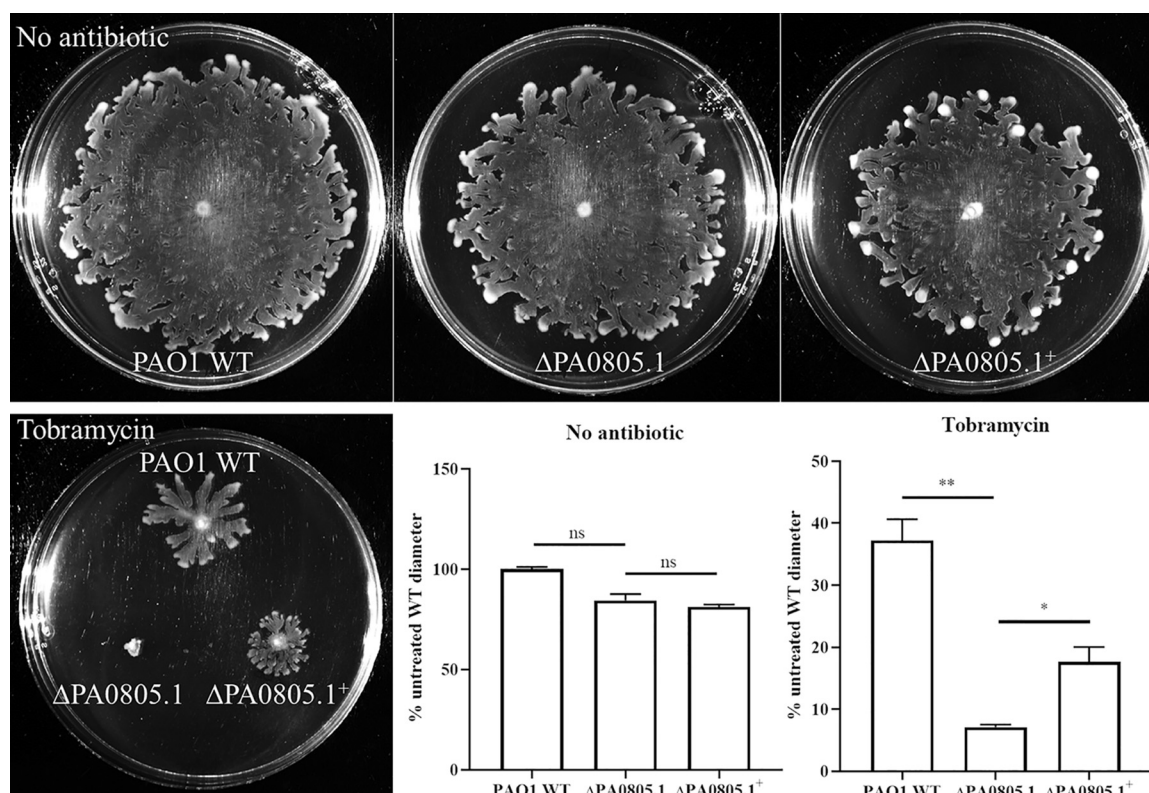 No antibiotic
PAO1 WT
ΔPA0805.1
ΔPA0805.1⁺
Tobramycin
PAO1 WT
ΔPA0805.1 ΔPA0805.1⁺
No antibiotic
% untreated WT diameter
150
100
50
0
ns
ns
PAO1 WT ΔPA0805.1 ΔPA0805.1⁺
Tobramycin
% untreated WT diameter
50
40
30
20
10
0
**
*
PAO1 WT ΔPA0805.1 ΔPA0805.1⁺